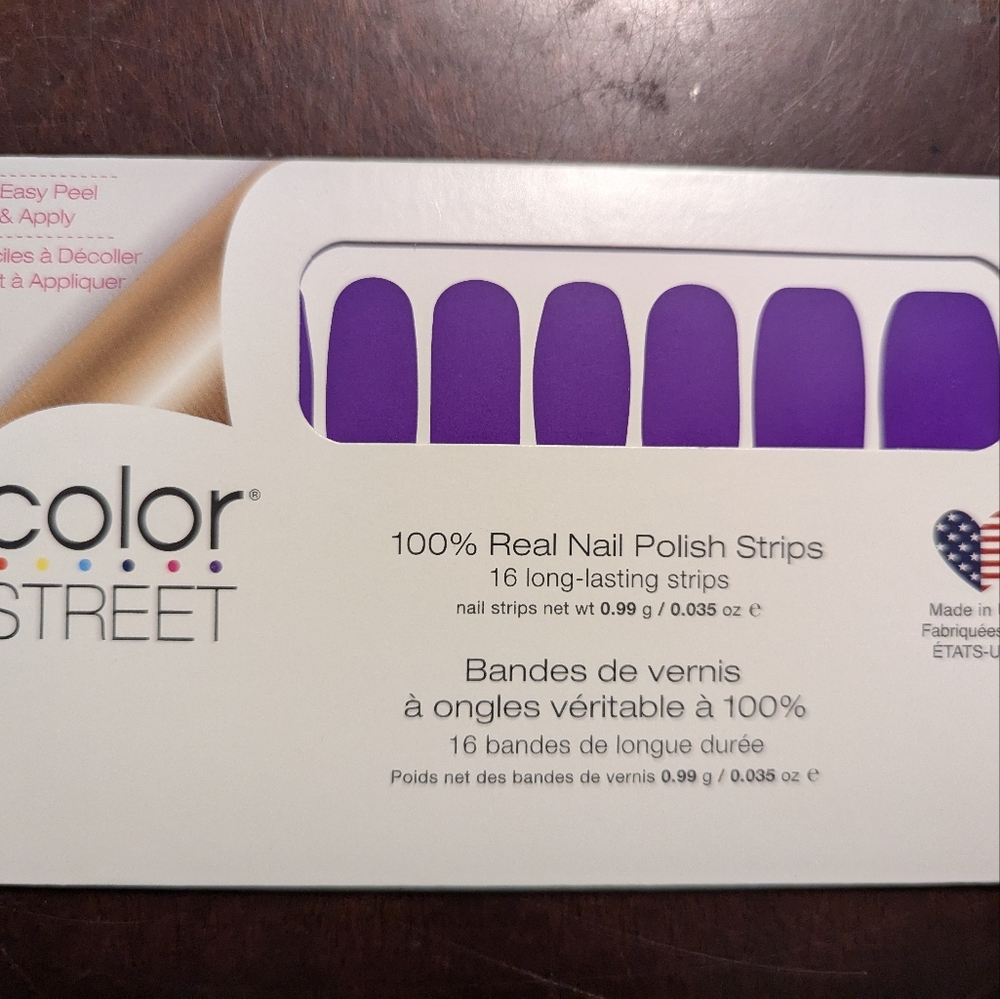 Easy Peel
& Apply
ciles à Décoller
t à Appliquer
color®
STREET
100% Real Nail Polish Strips
16 long-lasting strips
nail strips net wt 0.99 g / 0.035 oz ℮
Bandes de vernis
à ongles véritable à 100%
16 bandes de longue durée
Poids net des bandes de vernis 0.99 g / 0.035 oz ℮
Made in
Fabriquées
ÉTATS-U